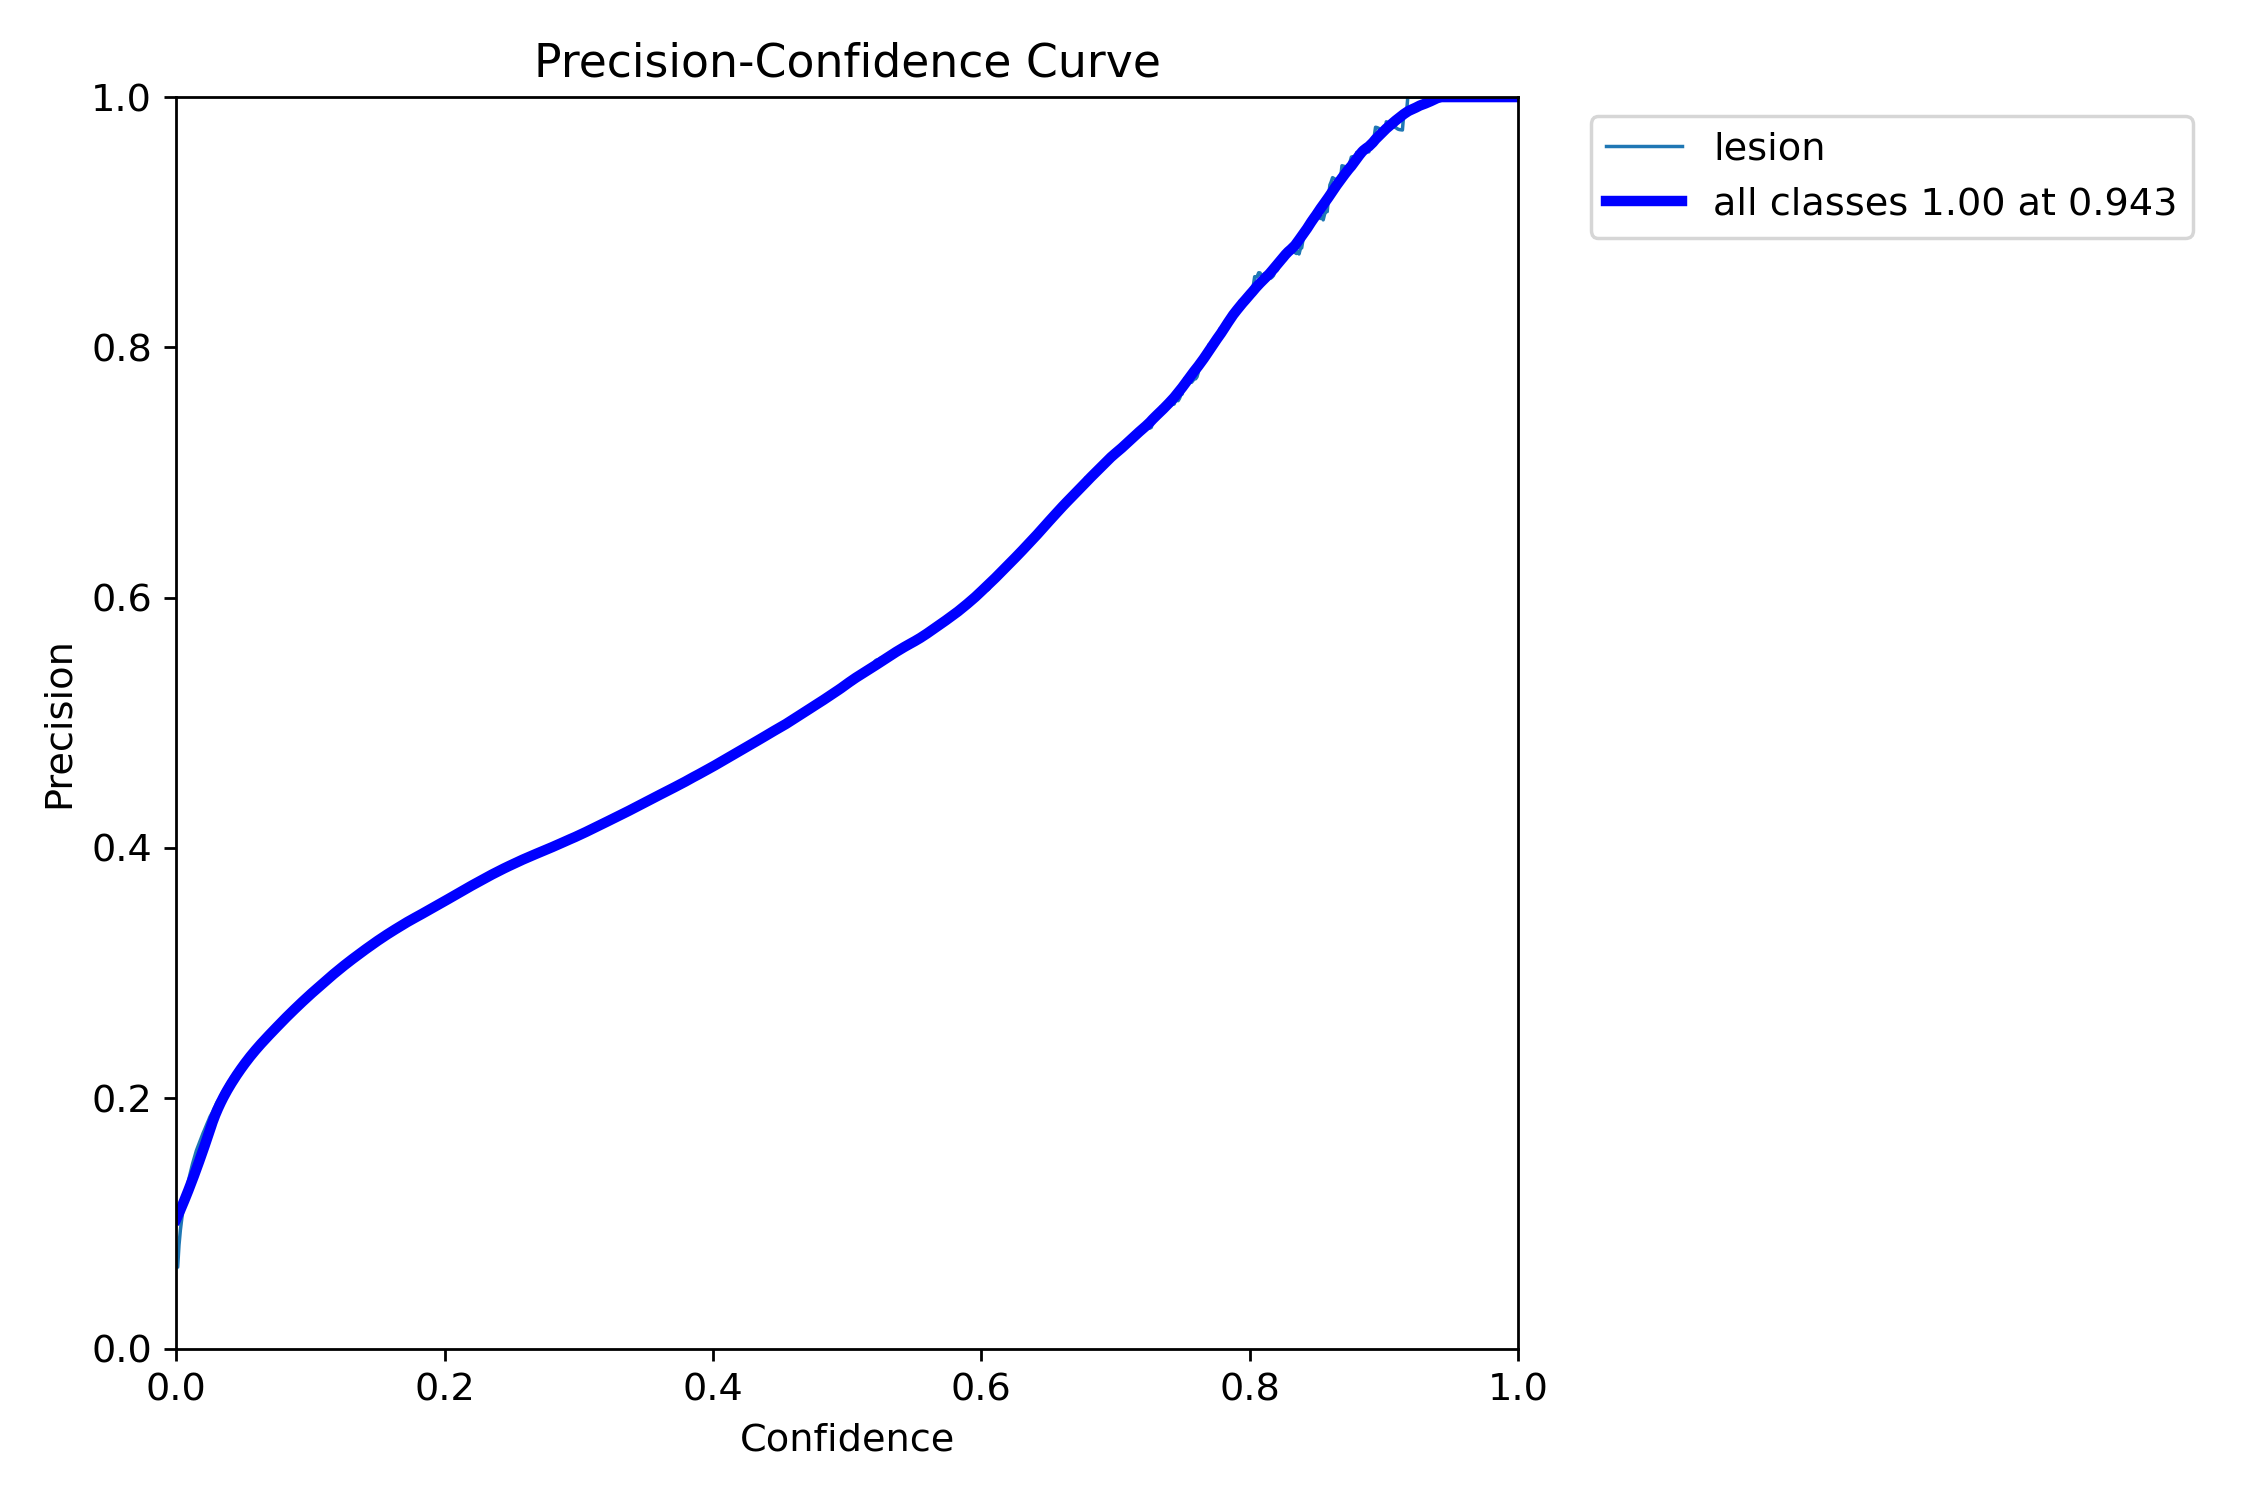 Precision-Confidence Curve
1.0
0.8
0.6
0.4
0.2
0.0
Precision
0.0 0.2 0.4 0.6 0.8 1.0
Confidence
lesion
all classes 1.00 at 0.943